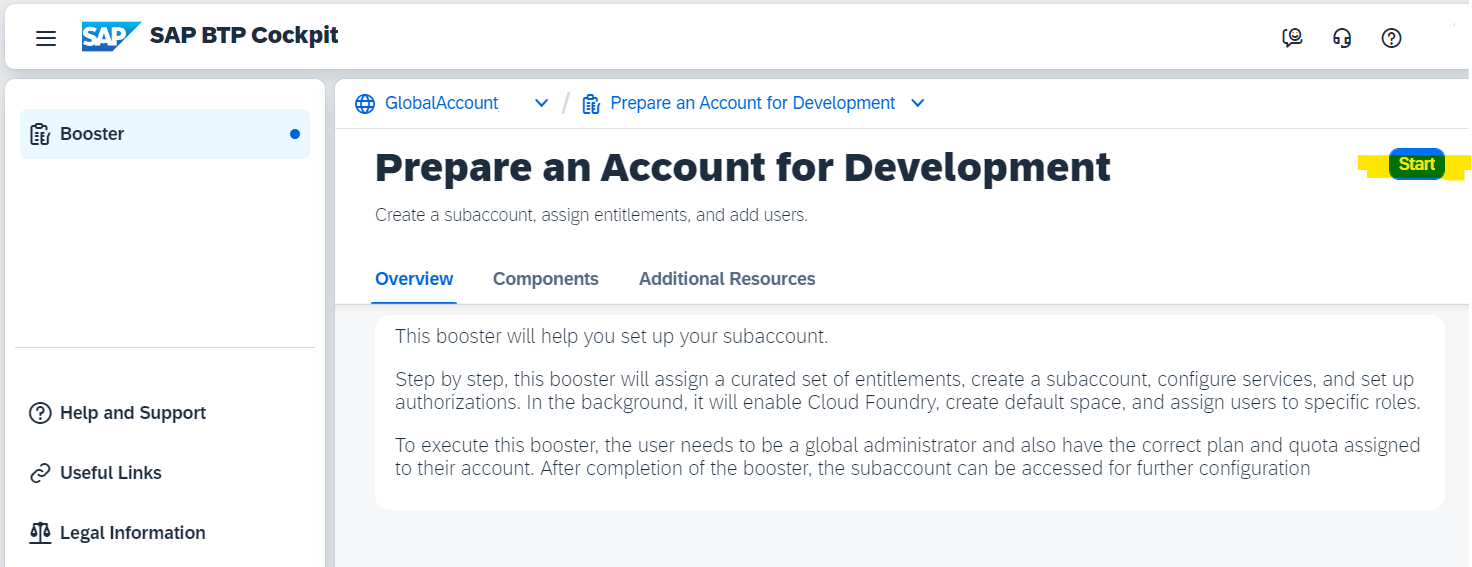 SAP SAP BTP Cockpit
Booster
Help and Support
Useful Links
Legal Information
GlobalAccount / Prepare an Account for Development
Prepare an Account for Development
Start
Create a subaccount, assign entitlements, and add users.
Overview Components Additional Resources
This booster will help you set up your subaccount.
Step by step, this booster will assign a curated set of entitlements, create a subaccount, configure services, and set up
authorizations. In the background, it will enable Cloud Foundry, create default space, and assign users to specific roles.
To execute this booster, the user needs to be a global administrator and also have the correct plan and quota assigned
to their account. After completion of the booster, the subaccount can be accessed for further configuration